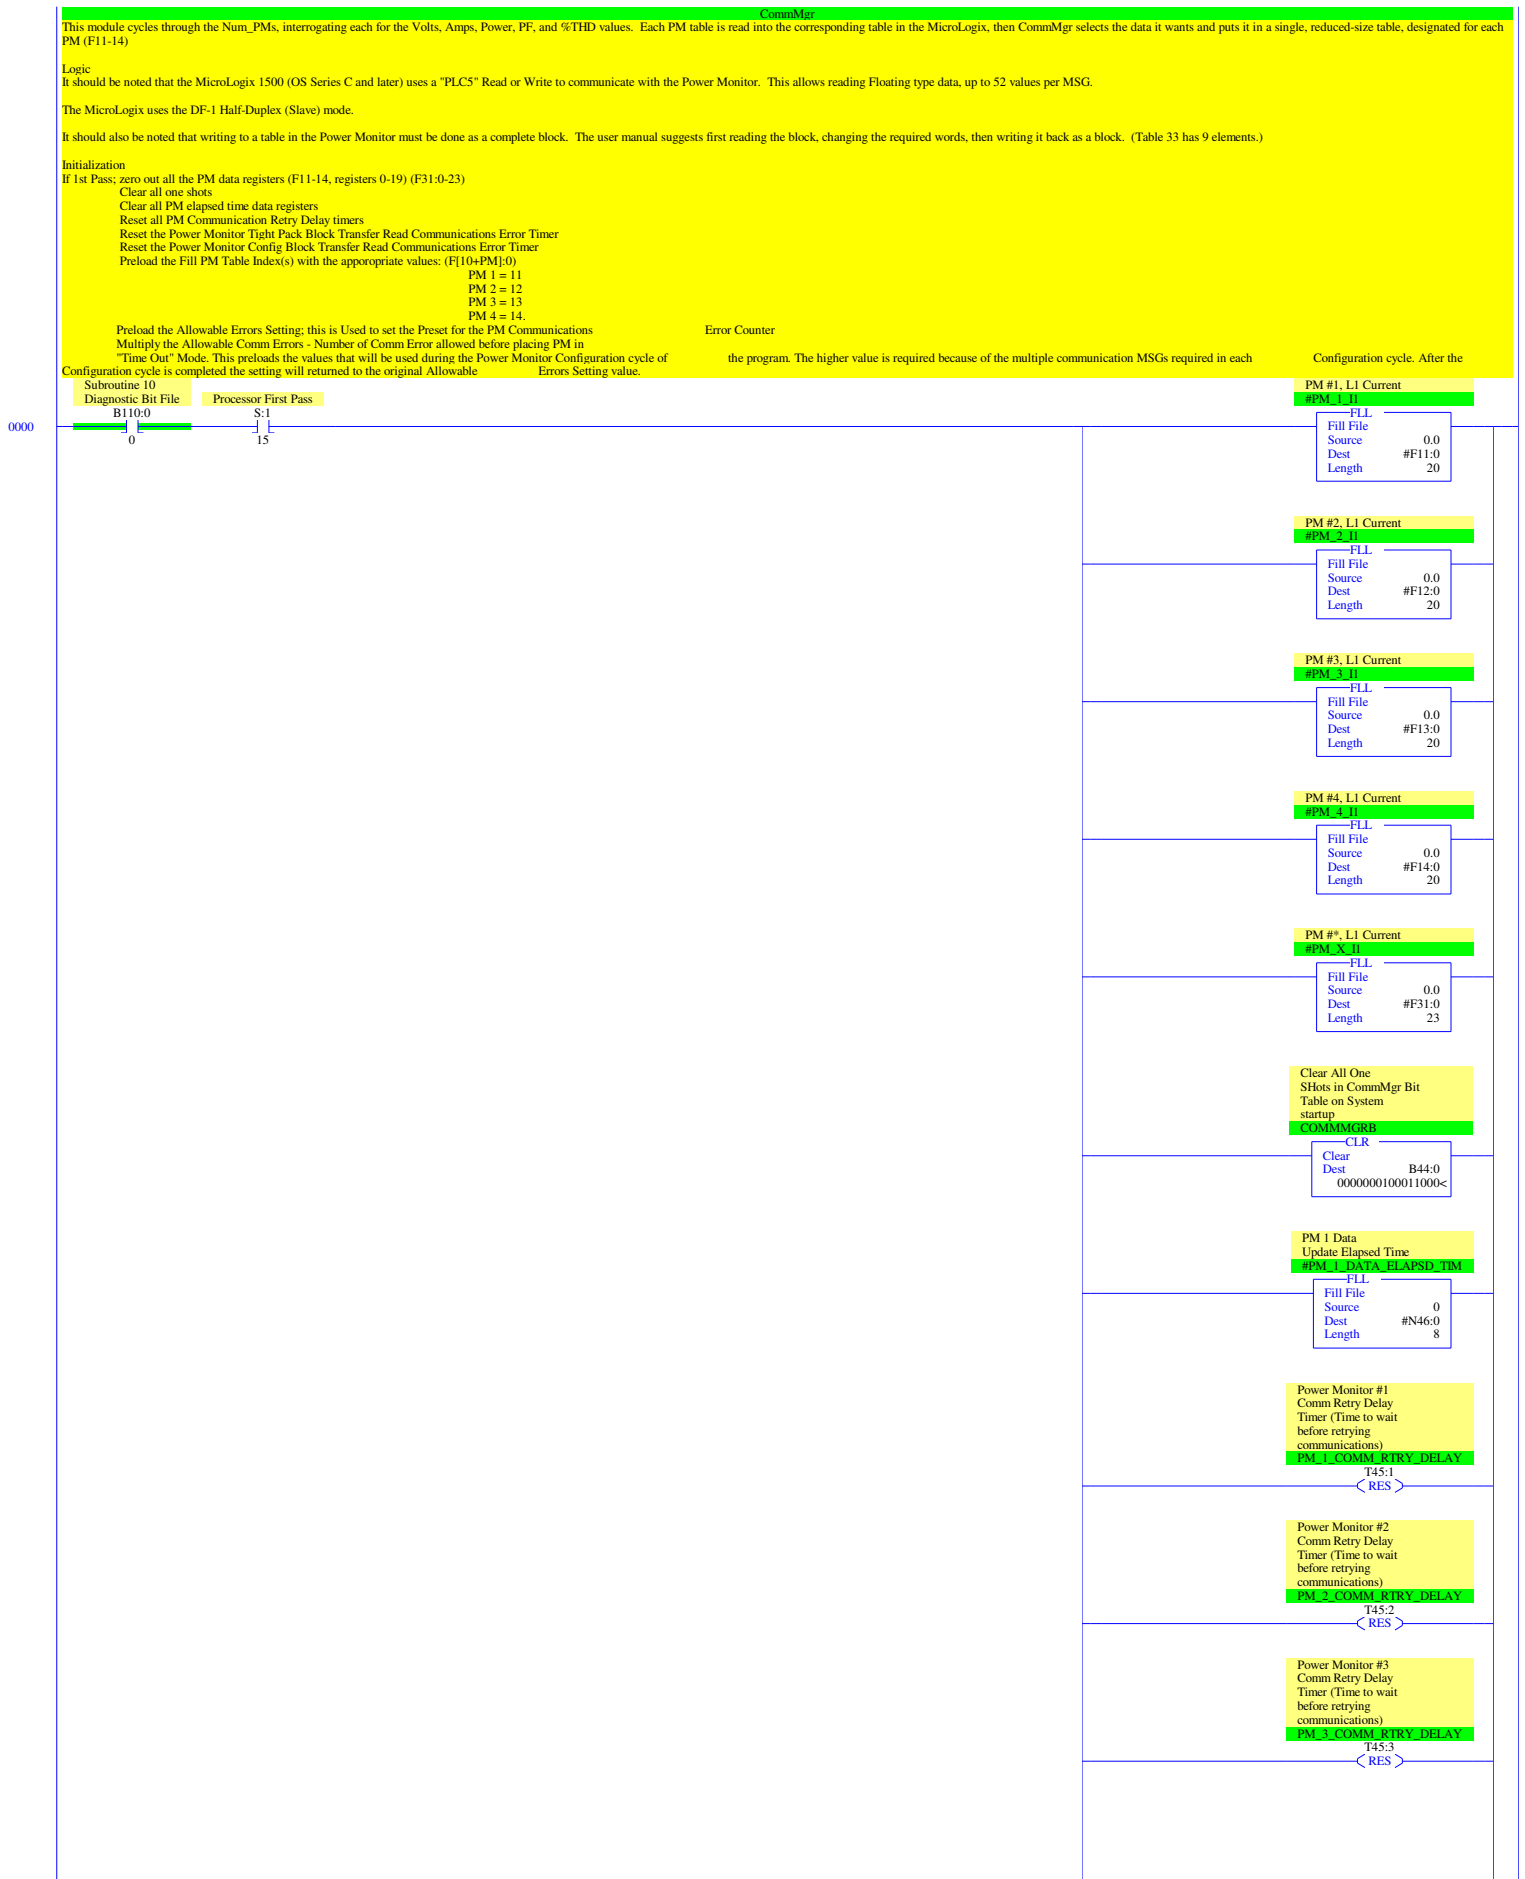 CommMgr
This module cycles through the Num_PMs, interrogating each for the Volts, Amps, Power, PF, and %THD values.  Each PM table is read into the corresponding table in the MicroLogix, then CommMgr selects the data it wants and puts it in a single, reduced-size table, designated for each
PM (F11-14)
Logic
It should be noted that the MicroLogix 1500 (OS Series C and later) uses a "PLC5" Read or Write to communicate with the Power Monitor.  This allows reading Floating type data, up to 52 values per MSG.
The MicroLogix uses the DF-1 Half-Duplex (Slave) mode.
It should also be noted that writing to a table in the Power Monitor must be done as a complete block.  The user manual suggests first reading the block, changing the required words, then writing it back as a block.  (Table 33 has 9 elements.)
Initialization
If 1st Pass; zero out all the PM data registers (F11-14, registers 0-19) (F31:0-23)
Clear all one shots
Clear all PM elapsed time data registers
Reset all PM Communication Retry Delay timers
Reset the Power Monitor Tight Pack Block Transfer Read Communications Error Timer
Reset the Power Monitor Config Block Transfer Read Communications Error Timer
Preload the Fill PM Table Index(s) with the apporopriate values: (F[10+PM]:0)
PM 1 = 11
PM 2 = 12
PM 3 = 13
PM 4 = 14.
Preload the Allowable Errors Setting; this is Used to set the Preset for the PM Communications Error Counter
Multiply the Allowable Comm Errors - Number of Comm Error allowed before placing PM in
"Time Out" Mode. This preloads the values that will be used during the Power Monitor Configuration cycle of the program. The higher value is required because of the multiple communication MSGs required in each Configuration cycle. After the
Configuration cycle is completed the setting will returned to the original Allowable Errors Setting value.
Subroutine 10
Diagnostic Bit File
B110:0
0
Processor First Pass
S:1
15
0000
PM #1, L1 Current
#PM_1_I1
FLL
Fill File
Source 0.0
Dest #F11:0
Length 20
PM #2, L1 Current
#PM_2_I1
FLL
Fill File
Source 0.0
Dest #F12:0
Length 20
PM #3, L1 Current
#PM_3_I1
FLL
Fill File
Source 0.0
Dest #F13:0
Length 20
PM #4, L1 Current
#PM_4_I1
FLL
Fill File
Source 0.0
Dest #F14:0
Length 20
PM #*, L1 Current
#PM_X_I1
FLL
Fill File
Source 0.0
Dest #F31:0
Length 23
Clear All One
SHots in CommMgr Bit
Table on System
startup
COMMMGRB
CLR
Clear
Dest B44:0
0000000100011000<
PM 1 Data
Update Elapsed Time
#PM_1_DATA_ELAPSD_TIM
FLL
Fill File
Source 0
Dest #N46:0
Length 8
Power Monitor #1
Comm Retry Delay
Timer (Time to wait
before retrying
communications)
PM_1_COMM_RTRY_DELAY
T45:1
RES
Power Monitor #2
Comm Retry Delay
Timer (Time to wait
before retrying
communications)
PM_2_COMM_RTRY_DELAY
T45:2
RES
Power Monitor #3
Comm Retry Delay
Timer (Time to wait
before retrying
communications)
PM_3_COMM_RTRY_DELAY
T45:3
RES